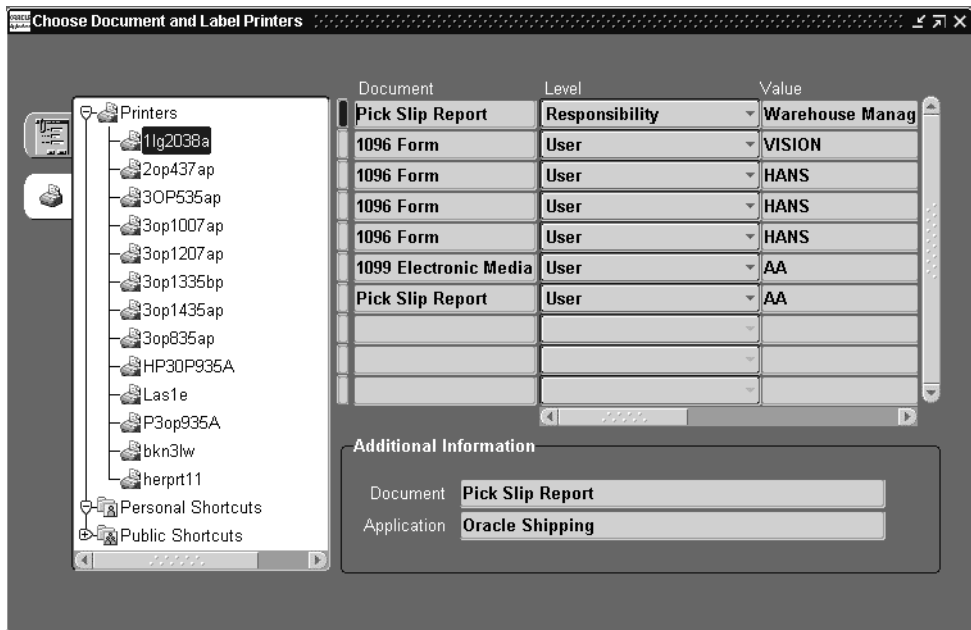 Choose Document and Label Printers
Document Level Value
Printers
1lg2038a
2op437ap
3OP535ap
3op1007ap
3op1207ap
3op1335bp
3op1435ap
3op835ap
HP30P935A
Las1e
P3op935A
bkn3lw
herprt11
Personal Shortcuts
Public Shortcuts
Pick Slip Report Responsibility Warehouse Manag
1096 Form User VISION
1096 Form User HANS
1096 Form User HANS
1096 Form User HANS
1099 Electronic Media User AA
Pick Slip Report User AA
Additional Information
Document Pick Slip Report
Application Oracle Shipping